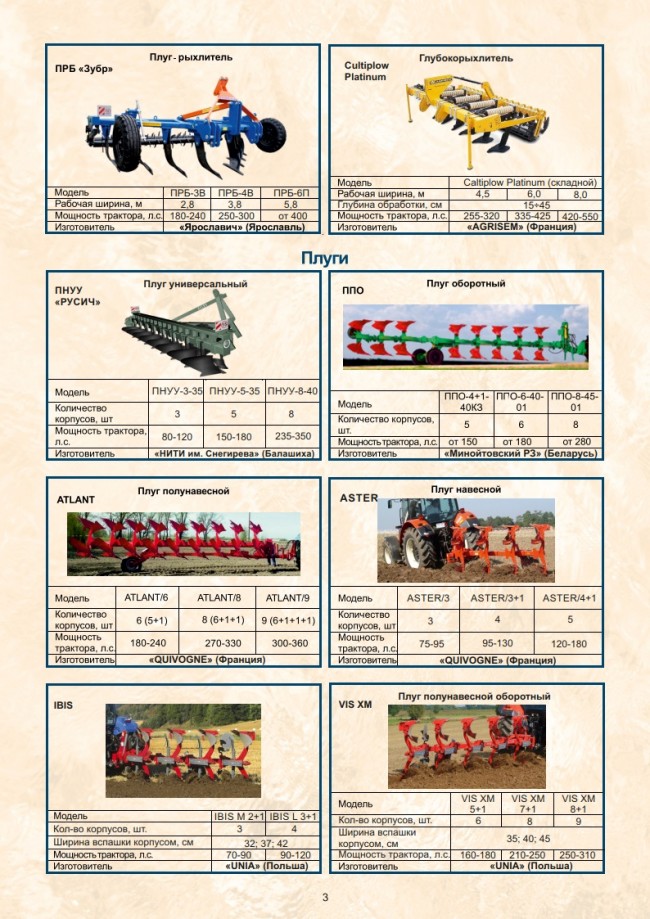 Плуг - рыхлитель
ПРБ «Зубр»
Модель ПРБ-3В ПРБ-4В ПРБ-6П
Рабочая ширина, м 2,8 3,8 5,8
Мощность трактора, л.с. 180-240 250-300 от 400
Изготовитель «Ярославич» (Ярославль)
Глубокорыхлитель
Cultiplow
Platinum
Модель Caltiplow Platinum (складной)
Рабочая ширина, м 4,5 6,0 8,0
Глубина обработки, см 15÷45
Мощность трактора, л.с. 255-320 335-425 420-550
Изготовитель «AGRISEM» (Франция)
Плуги
Плуг универсальный
ПНУУ
«РУСИЧ»
Модель ПНУУ-3-35 ПНУУ-5-35 ПНУУ-8-40
Количество
корпусов, шт 3 5 8
Мощность трактора,
л.с. 80-120 150-180 235-350
Изготовитель «НИТИ им. Снегирева» (Балашиха)
Плуг оборотный
ППО
Модель ППО-4+1-40КЗ ППО-6-40-01 ППО-8-45-01
Количество корпусов,
шт. 5 6 8
Мощность трактора, л.с. от 150 от 180 от 280
Изготовитель «Минойтовский РЗ» (Беларусь)
Плуг полунавесной
ATLANT
Модель ATLANT/6 ATLANT/8 ATLANT/9
Количество
корпусов, шт 6 (5+1) 8 (6+1+1) 9 (6+1+1+1)
Мощность
трактора, л.с. 180-240 270-330 300-360
Изготовитель «QUIVOGNE» (Франция)
Плуг навесной
ASTER
Модель ASTER/3 ASTER/3+1 ASTER/4+1
Количество
корпусов, шт 3 4 5
Мощность
трактора, л.с. 75-95 95-130 120-180
Изготовитель «QUIVOGNE» (Франция)
IBIS
Модель IBIS M 2+1 IBIS L 3+1
Кол-во корпусов, шт. 3 4
Ширина вспашки корпусом, см 32; 37; 42
Мощность трактора, л.с. 70-90 90-120
Изготовитель «UNIA» (Польша)
Плуг полунавесной оборотный
VIS XM
Модель VIS XM 5+1 VIS XM 7+1 VIS XM 8+1
Кол-во корпусов, шт. 6 8 9
Ширина вспашки
корпусом, см 35; 40; 45
Мощность трактора, л.с. 160-180 210-250 250-310
Изготовитель «UNIA» (Польша)
3